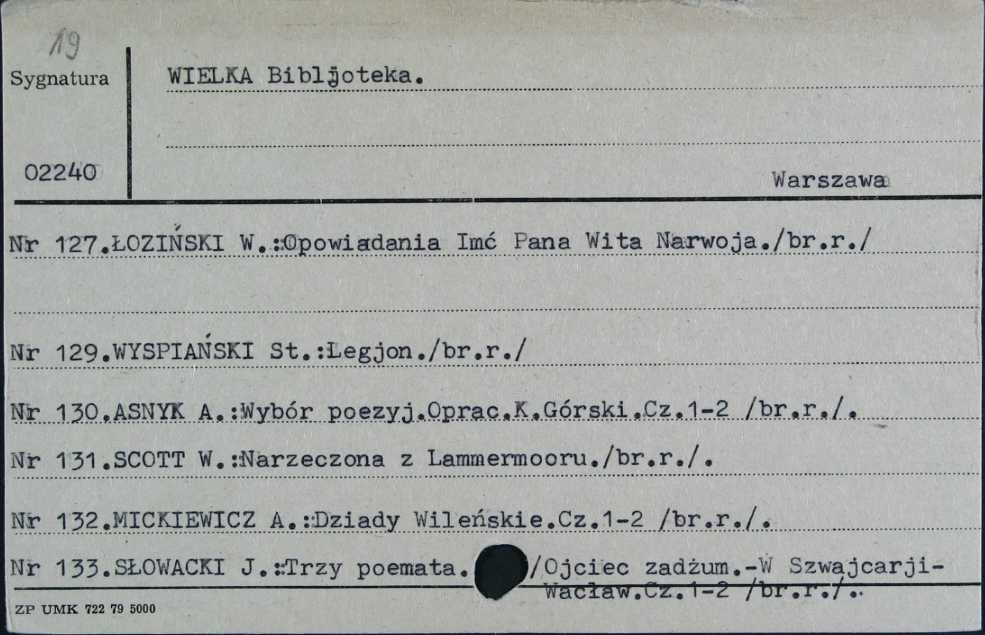 19
Sygnatura
WIELKA Bibljoteka.
02240
Warszawa
Nr 127.ŁOZIŃSKI W.:Opowiadania Imć Pana Wita Narwoja./br.r./
Nr 129.WYSPIAŃSKI St.:Legjon./br.r./
Nr 130.ASNYK A.:Wybór poezyj.Oprac.K.Górski.Cz.1-2 /br.r./.
Nr 131.SCOTT W.:Narzeczona z Lammermooru./br.r./.
Nr 132.MICKIEWICZ A.:Dziady Wileńskie.Cz.1-2 /br.r./.
Nr 133.SŁOWACKI J.:Trzy poemata. /Ojciec zadżum.-W Szwajcarji-
Wacław.Cz.1-2 /br.r./.
ZP UMK 722 79 5000